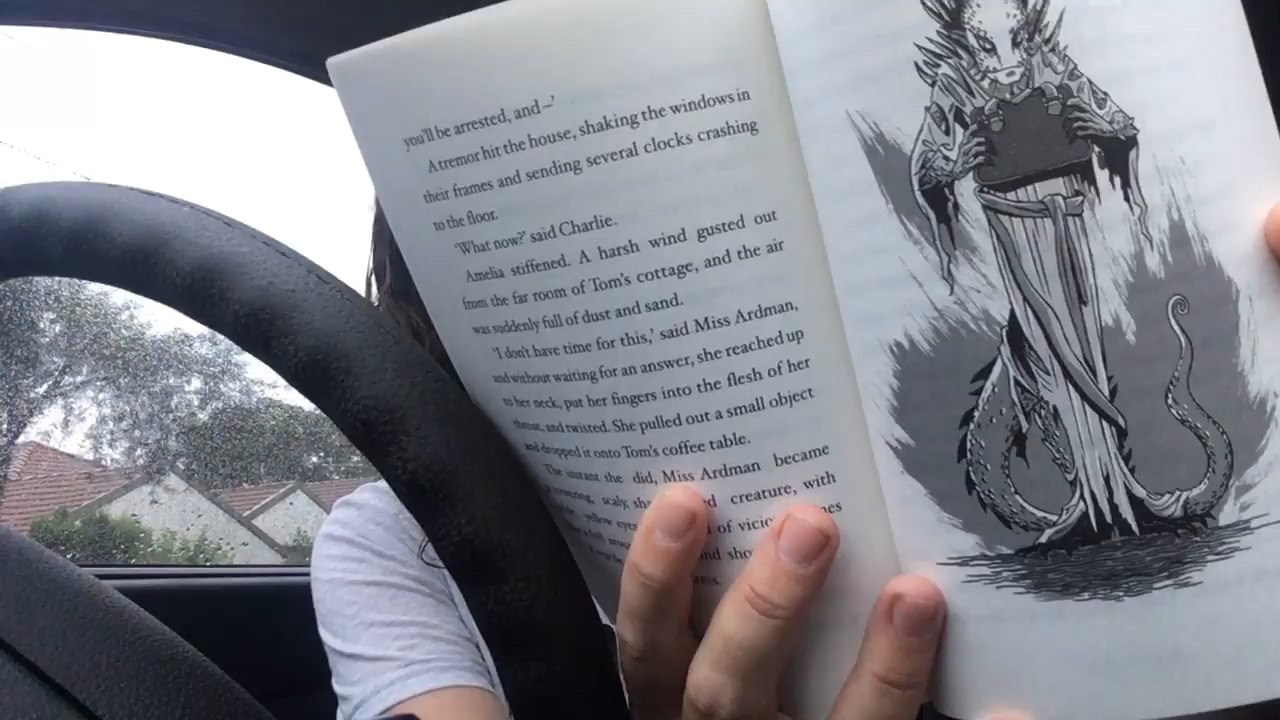 you'll be arrested, and –'
A tremor hit the house, shaking the windows in
their frames and sending several clocks crashing
to the floor.
'What now?' said Charlie.
Amelia stiffened. A harsh wind gusted out
from the far room of Tom's cottage, and the air
was suddenly full of dust and sand.
'I don't have time for this,' said Miss Ardman,
and without waiting for an answer, she reached up
to her neck, put her fingers into the flesh of her
throat, and twisted. She pulled out a small object
and dropped it onto Tom's coffee table.
The instant she did, Miss Ardman became
scaly, creature, with
yellow eyes of
and